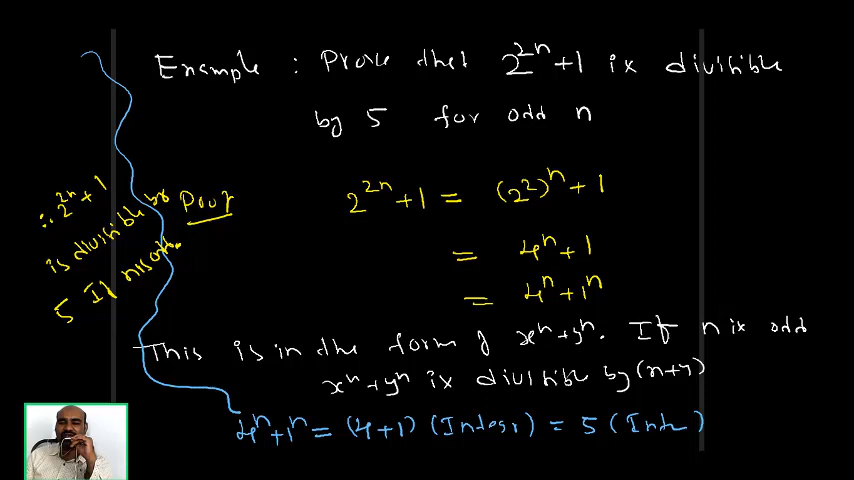 Example : Prove that 2^{2n}+1 is divisible
by 5 for odd n
Proof
2^{2n}+1 = (2^2)^n + 1
= 4^n + 1
= 4^n + 1^n
This is in the form of x^n+y^n. If n is odd
x^n+y^n is divisible by (x+y)
4^n+1^n = (4+1) (Integer) = 5 (Inte)
∴ 2^{2n}+1
is divisible by
5 If n is odd.